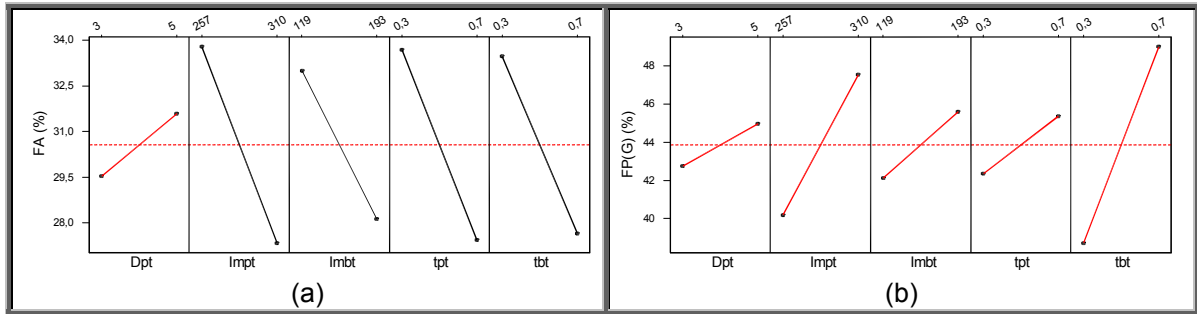 3 5 257 310 119 193 0,3 0,7 0,3 0,7
34,0
32,5
31,0
29,5
28,0
FA (%)
Dpt Impt Imbt tpt tbt
(a)
3 5 257 310 119 193 0,3 0,7 0,3 0,7
48
46
44
42
40
FP(G) (%)
Dpt Impt Imbt tpt tbt
(b)